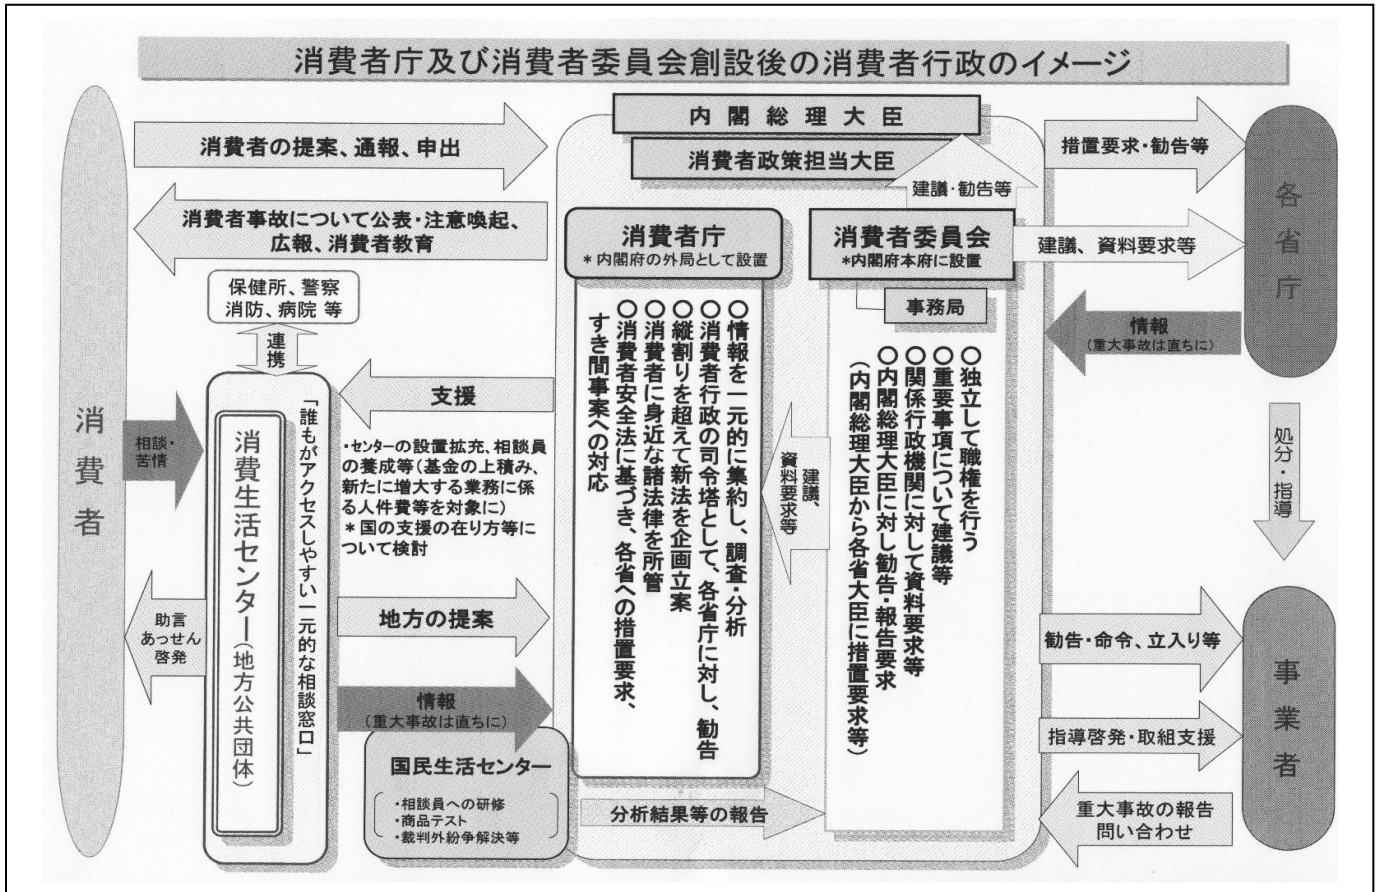 消費者庁及び消費者委員会創設後の消費者行政のイメージ
消費者
消費者の提案、通報、申出
消費者事故について公表・注意喚起、
広報、消費者教育
保健所、警察
消防、病院 等
連携
相談・
苦情
助言
あっせん
啓発
「誰もがアクセスしやすい一元的な相談窓口」
消費生活センター(地方公共団体)
支援
・センターの設置拡充、相談員
の養成等(基金の上積み、
新たに増大する業務に係
る人件費等を対象に)
*国の支援の在り方等に
ついて検討
地方の提案
情報
(重大事故は直ちに)
国民生活センター
・相談員への研修
・商品テスト
・裁判外紛争解決等
内閣総理大臣
消費者政策担当大臣
建議・勧告等
消費者庁
*内閣府の外局として設置
○情報を一元的に集約し、調査・分析
○消費者行政の司令塔として、各省庁に対し、勧告
○縦割りを超えて新法を企画立案
○消費者に身近な諸法律を所管
○消費者安全法に基づき、各省への措置要求、
すき間事案への対応
建議、
資料要求等
消費者委員会
*内閣府本府に設置
事務局
○独立して職権を行う
○重要事項について建議等
○関係行政機関に対して資料要求等
○内閣総理大臣に対し勧告・報告要求
(内閣総理大臣から各省大臣に措置要求等)
分析結果等の報告
措置要求・勧告等
建議、資料要求等
情報
(重大事故は直ちに)
各省庁
処分・指導
勧告・命令、立入り等
指導啓発・取組支援
重大事故の報告
問い合わせ
事業者